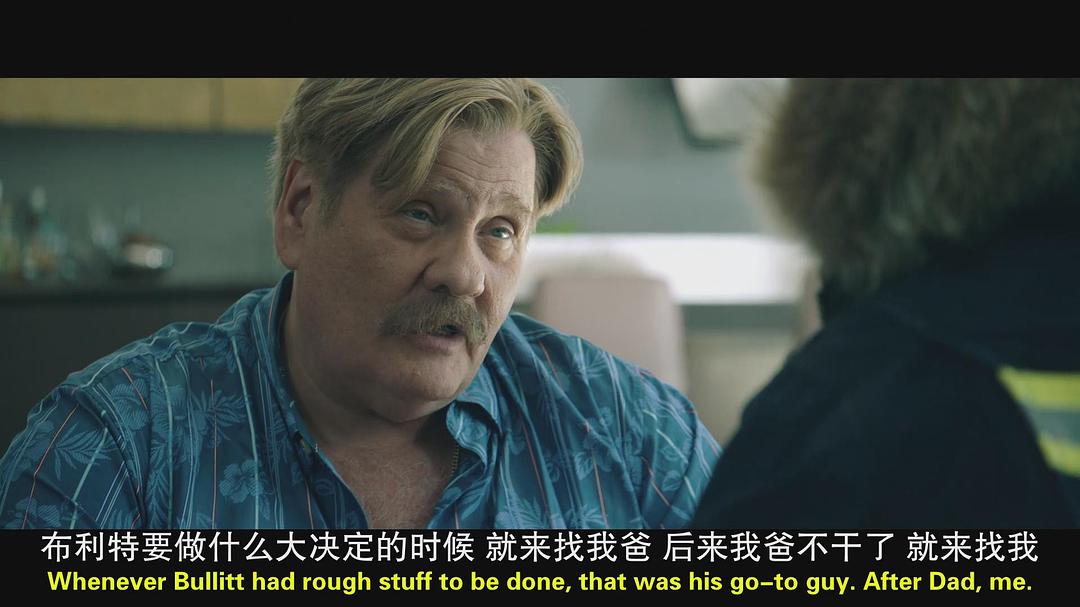 布利特要做什么大决定的时候 就来找我爸 后来我爸不干了 就来找我
Whenever Bullitt had rough stuff to be done, that was his go-to guy. After Dad, me.